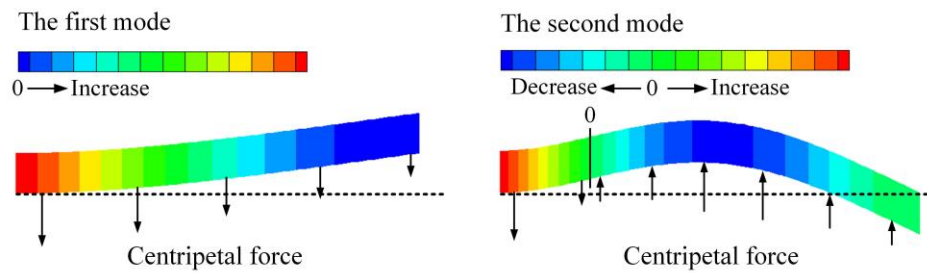 The first mode
0 Increase
Centripetal force
The second mode
Decrease 0 Increase
0
Centripetal force